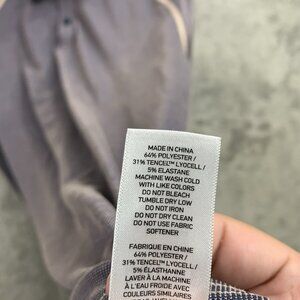 MADE IN CHINA
64% POLYESTER /
31% TENCEL™ LYOCELL /
5% ELASTANE
MACHINE WASH COLD
WITH LIKE COLORS
DO NOT BLEACH
TUMBLE DRY LOW
DO NOT IRON
DO NOT DRY CLEAN
DO NOT USE FABRIC
SOFTENER
FABRIQUÉ EN CHINE
64% POLYESTER /
31% TENCEL™ LYOCELL /
5% ÉLASTHANNE
LAVER À LA MACHINE
À L'EAU FROIDE AVEC
COULEURS SIMILAIRES